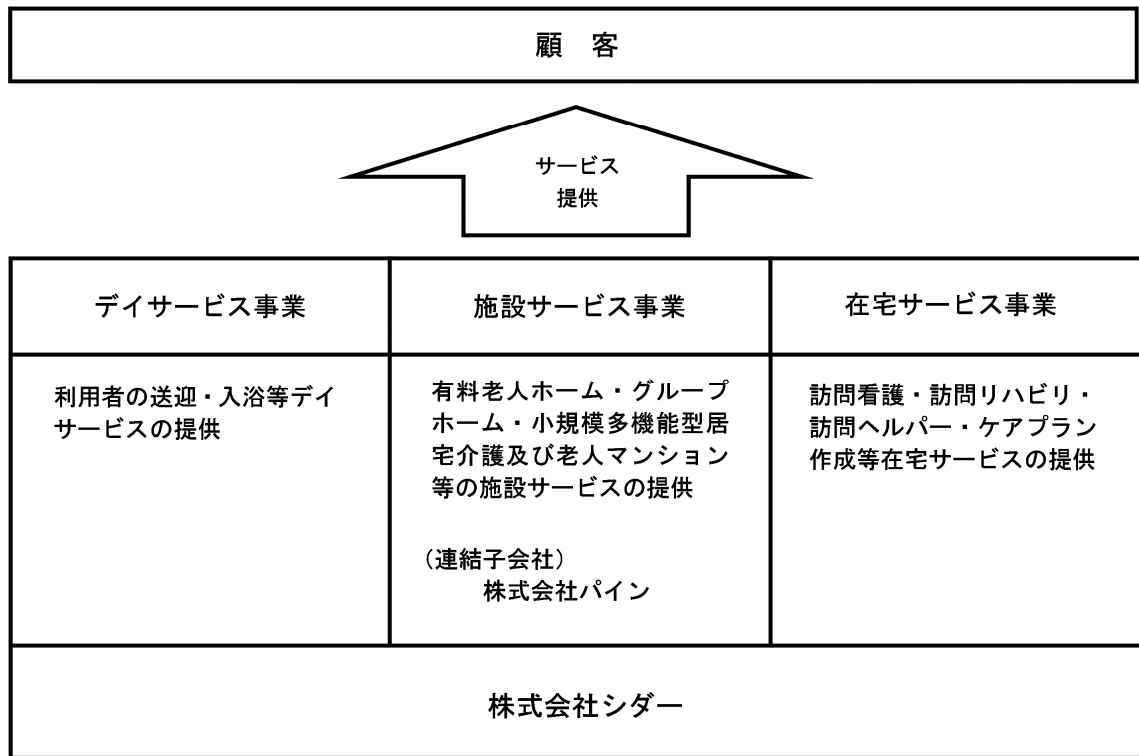 顧　客
サービス
提供
デイサービス事業
施設サービス事業
在宅サービス事業
利用者の送迎・入浴等デイ
サービスの提供
有料老人ホーム・グループ
ホーム・小規模多機能型居
宅介護及び老人マンション
等の施設サービスの提供
（連結子会社）
株式会社パイン
訪問看護・訪問リハビリ・
訪問ヘルパー・ケアプラン
作成等在宅サービスの提供
株式会社シダー